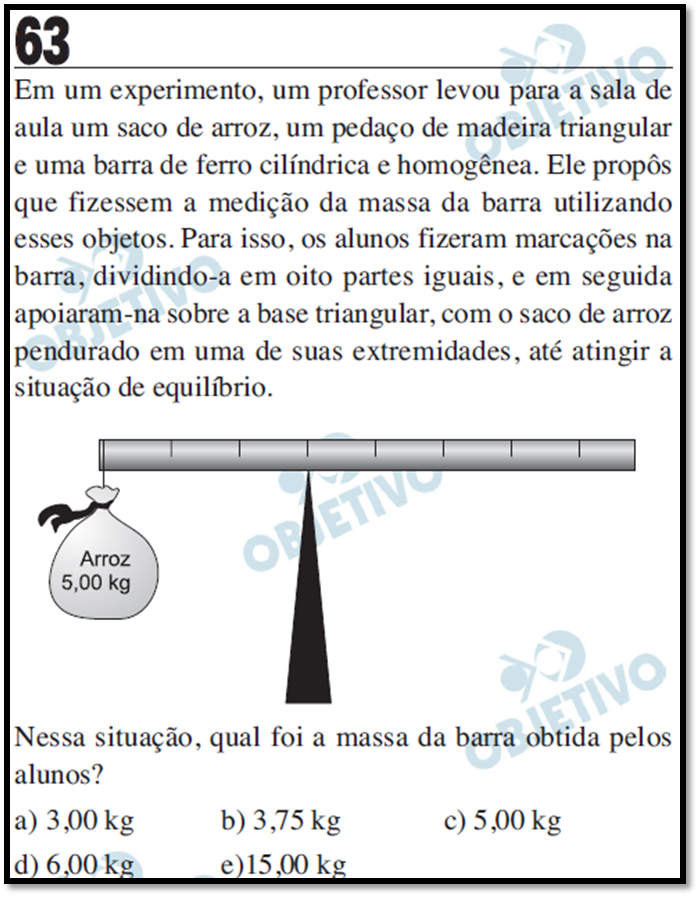 63
Em um experimento, um professor levou para a sala de
aula um saco de arroz, um pedaço de madeira triangular
e uma barra de ferro cilíndrica e homogênea. Ele propôs
que fizessem a medição da massa da barra utilizando
esses objetos. Para isso, os alunos fizeram marcações na
barra, dividindo-a em oito partes iguais, e em seguida
apoiaram-na sobre a base triangular, com o saco de arroz
pendurado em uma de suas extremidades, até atingir a
situação de equilíbrio.
Arroz
5,00 kg
Nessa situação, qual foi a massa da barra obtida pelos
alunos?
a) 3,00 kg b) 3,75 kg c) 5,00 kg
d) 6,00 kg e)15,00 kg
OBJETIVO
OBJETIVO
OBJETIVO
OBJETIVO